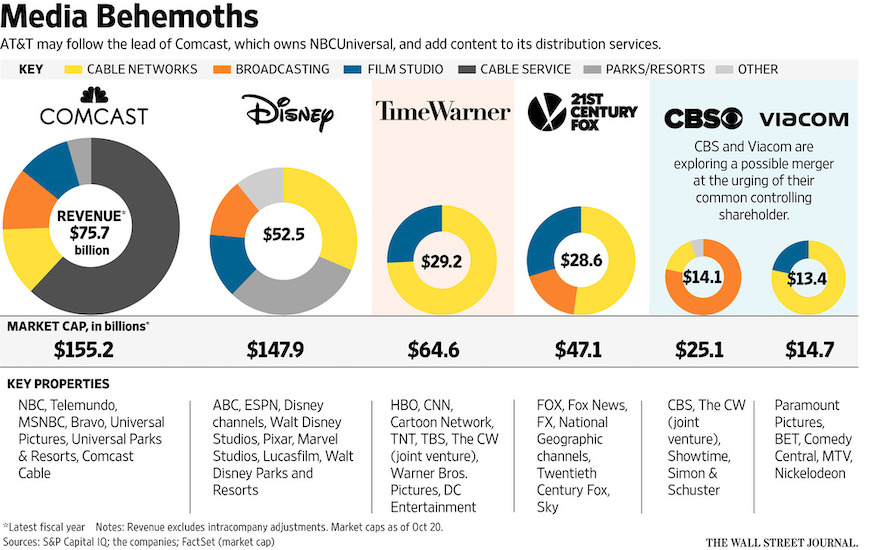 Media Behemoths
AT&T may follow the lead of Comcast, which owns NBCUniversal, and add content to its distribution services.
KEY CABLE NETWORKS BROADCASTING FILM STUDIO CABLE SERVICE PARKS/RESORTS OTHER
COMCAST
REVENUE*
$75.7
billion
Disney
$52.5
TimeWarner
$29.2
21ST
CENTURY
FOX
$28.6
CBS VIACOM
CBS and Viacom are
exploring a possible merger
at the urging of their
common controlling
shareholder.
$14.1
$13.4
MARKET CAP, in billions*
$155.2 $147.9 $64.6 $47.1 $25.1 $14.7
KEY PROPERTIES
NBC, Telemundo,
MSNBC, Bravo, Universal
Pictures, Universal Parks
& Resorts, Comcast
Cable
ABC, ESPN, Disney
channels, Walt Disney
Studios, Pixar, Marvel
Studios, Lucasfilm, Walt
Disney Parks and
Resorts
HBO, CNN,
Cartoon Network,
TNT, TBS, The CW
(joint venture),
Warner Bros.
Pictures, DC
Entertainment
FOX, Fox News,
FX, National
Geographic
channels,
Twentieth
Century Fox,
Sky
CBS, The CW
(joint
venture),
Showtime,
Simon &
Schuster
Paramount
Pictures,
BET, Comedy
Central, MTV,
Nickelodeon
*Latest fiscal year Notes: Revenue excludes intracompany adjustments. Market caps as of Oct 20.
Sources: S&P Capital IQ; the companies; FactSet (market cap)
THE WALL STREET JOURNAL.